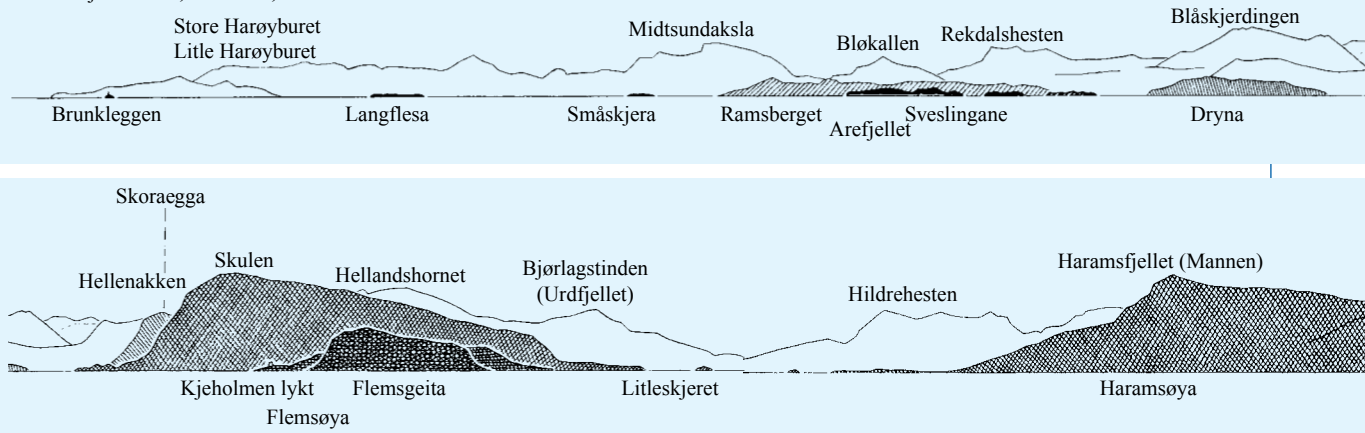 Store Harøyburet
Litle Harøyburet
Midtsundaksla
Bløkallen
Rekdalshesten
Blåskjerdingen
Brunkleggen
Langflesa
Småskjera
Ramsberget
Arefjellet
Sveslingane
Dryna
Skoraegga
Hellenakken
Skulen
Hellandshornet
Bjørlagstinden
(Urdfjellet)
Hildrehesten
Haramsfjellet (Mannen)
Kjeholmen lykt
Flemsgeita
Litleskjeret
Haramsøya
Flemsøya